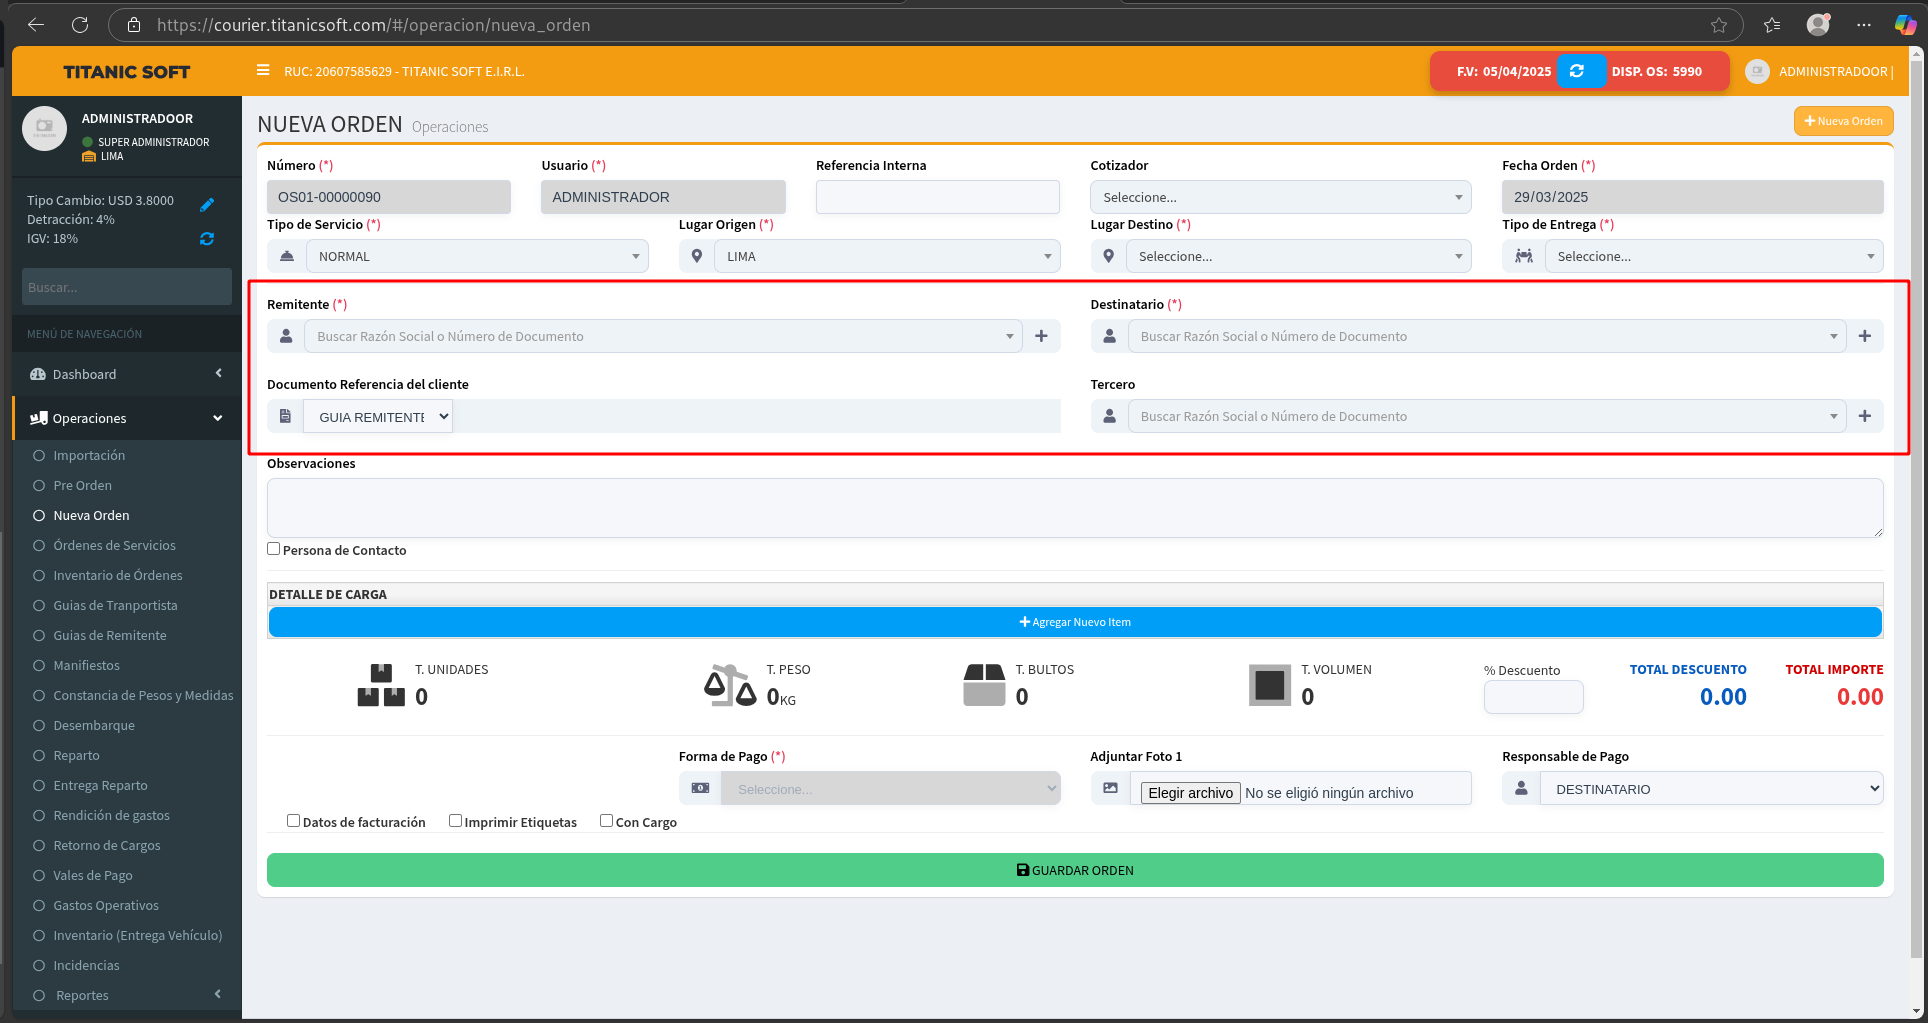 https://courier.titanicsoft.com/#/operacion/nueva_orden
TITANIC SOFT
RUC: 20607585629 - TITANIC SOFT E.I.R.L.
F.V: 05/04/2025
DISP. OS: 5990
ADMINISTRADOOR |
ADMINISTRADOOR
SUPER ADMINISTRADOR
LIMA
Tipo Cambio: USD 3.8000
Detracción: 4%
IGV: 18%
Buscar...
MENÚ DE NAVEGACIÓN
Dashboard
Operaciones
Importación
Pre Orden
Nueva Orden
Órdenes de Servicios
Inventario de Órdenes
Guias de Tranportista
Guias de Remitente
Manifiestos
Constancia de Pesos y Medidas
Desembarque
Reparto
Entrega Reparto
Rendición de gastos
Retorno de Cargos
Vales de Pago
Gastos Operativos
Inventario (Entrega Vehículo)
Incidencias
Reportes
NUEVA ORDEN Operaciones
Nueva Orden
Número (*)
Usuario (*)
Referencia Interna
Cotizador
Fecha Orden (*)
OS01-00000090
ADMINISTRADOR
Seleccione...
29/03/2025
Tipo de Servicio (*)
Lugar Origen (*)
Lugar Destino (*)
Tipo de Entrega (*)
NORMAL
LIMA
Seleccione...
Seleccione...
Remitente (*)
Destinatario (*)
Buscar Razón Social o Número de Documento
Buscar Razón Social o Número de Documento
Documento Referencia del cliente
Tercero
GUIA REMITENTE
Buscar Razón Social o Número de Documento
Observaciones
Persona de Contacto
DETALLE DE CARGA
Agregar Nuevo Item
T. UNIDADES
0
T. PESO
0KG
T. BULTOS
0
T. VOLUMEN
0
% Descuento
TOTAL DESCUENTO
0.00
TOTAL IMPORTE
0.00
Forma de Pago (*)
Adjuntar Foto 1
Responsable de Pago
Seleccione...
Elegir archivo No se eligió ningún archivo
DESTINATARIO
Datos de facturación
Imprimir Etiquetas
Con Cargo
GUARDAR ORDEN